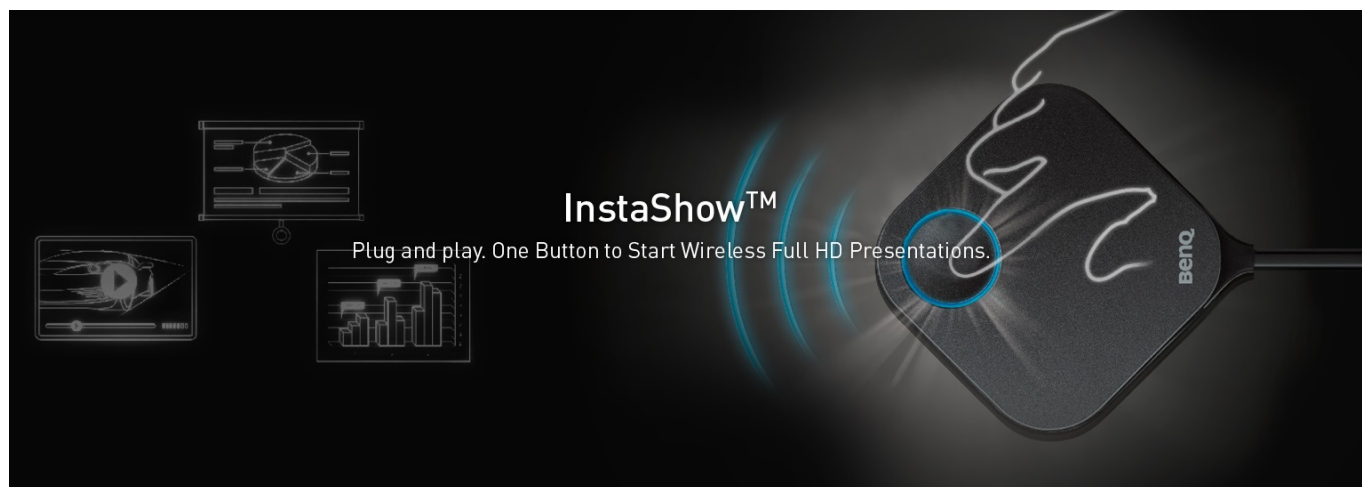 InstaShow™
Plug and play. One Button to Start Wireless Full HD Presentations.
BenQ